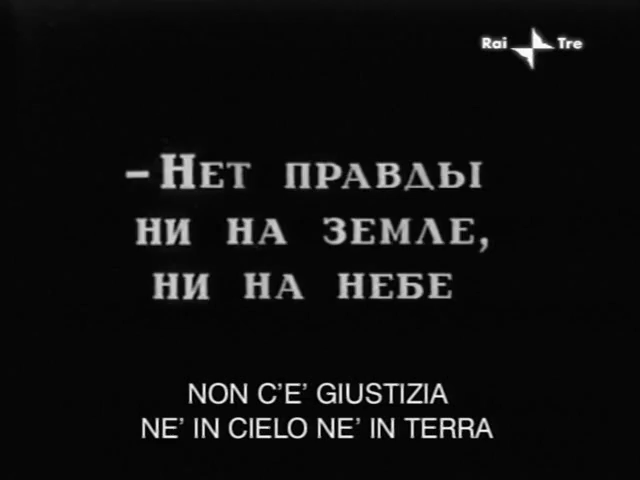 Rai Tre
– Нет правды
ни на земле,
ни на небе
NON C'E' GIUSTIZIA
NE' IN CIELO NE' IN TERRA